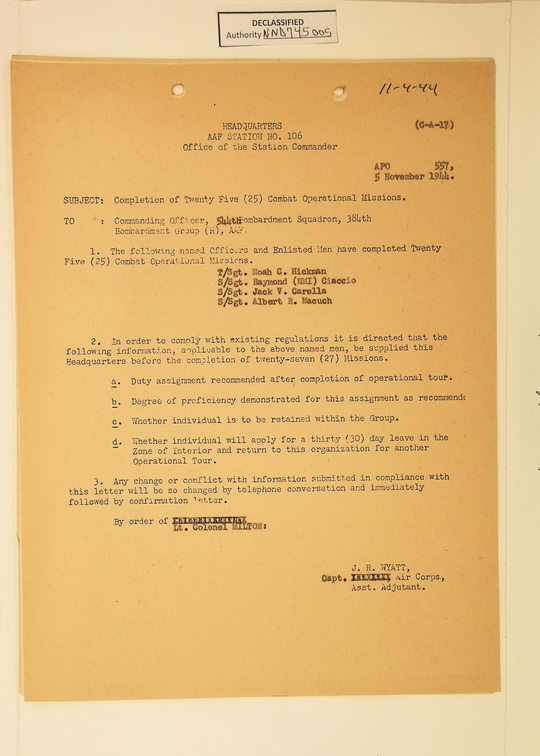 DECLASSIFIED
Authority NND745005
11-4-44
HEADQUARTERS (C-A-17)
AAF STATION NO. 106
Office of the Station Commander
APO 557,
5 November 1944.
SUBJECT: Completion of Twenty Five (25) Combat Operational Missions.
TO : Commanding Officer, 544th Bombardment Squadron, 384th
Bombardment Group (H), AAF.
1. The following named Officers and Enlisted Men have completed Twenty
Five (25) Combat Operational Missions.
T/Sgt. Noah C. Hickman
S/Sgt. Raymond (NMI) Ciaccio
S/Sgt. Jack V. Carella
S/Sgt. Albert R. Macuch
2. In order to comply with existing regulations it is directed that the
following information, applicable to the above named men, be supplied this
Headquarters before the completion of twenty-seven (27) Missions.
a. Duty assignment recommended after completion of operational tour.
b. Degree of proficiency demonstrated for this assignment as recommende
c. Whether individual is to be retained within the Group.
d. Whether individual will apply for a thirty (30) day leave in the
Zone of Interior and return to this organization for another
Operational Tour.
3. Any change or conflict with information submitted in compliance with
this letter will be so changed by telephone conversation and immediately
followed by confirmation letter.
By order of
Lt. Colonel MILTON:
J. R. WYATT,
Capt. Air Corps,
Asst. Adjutant.